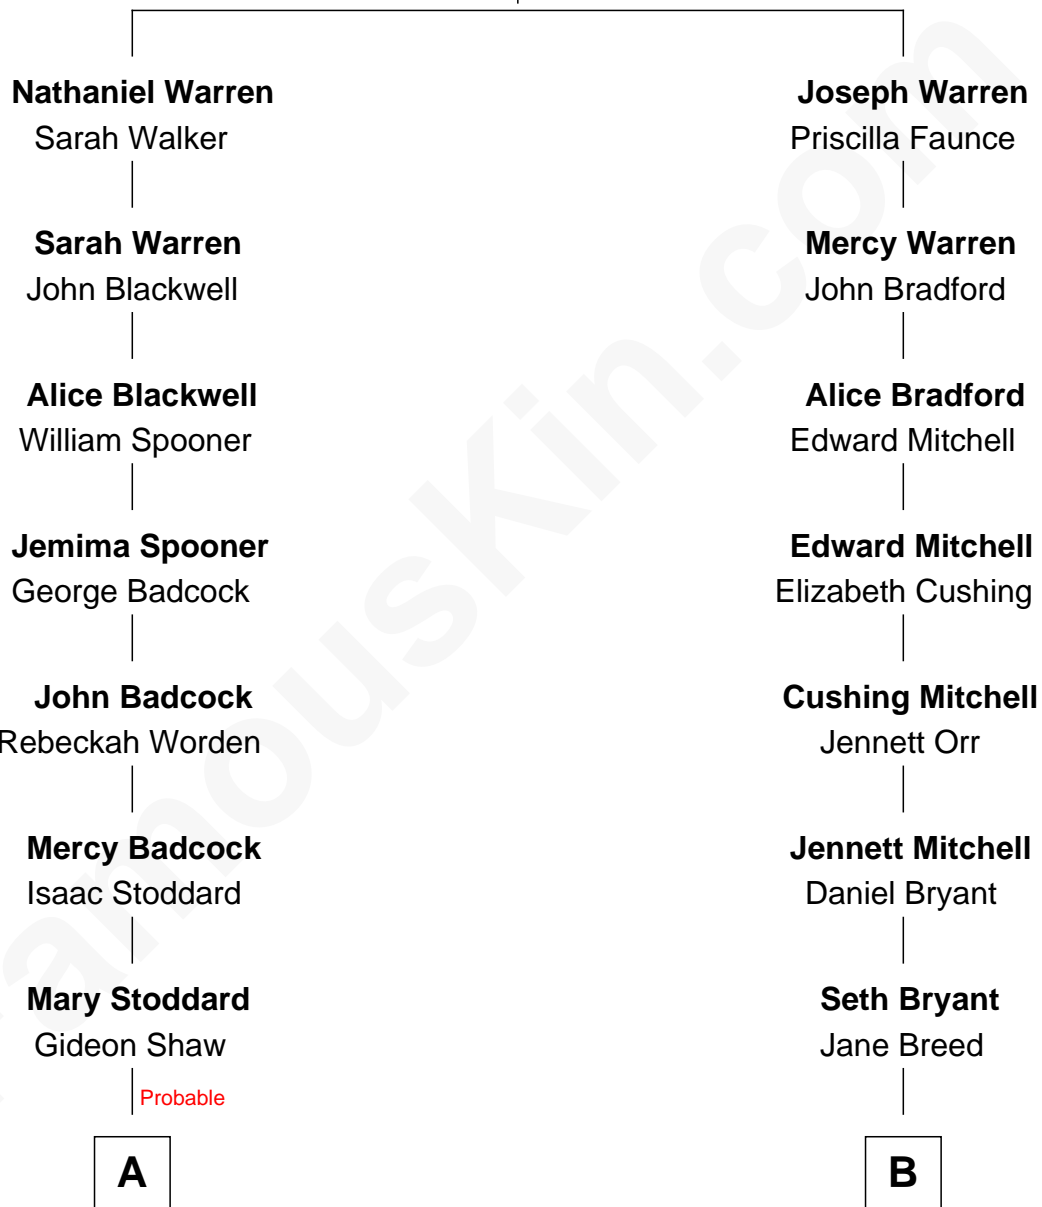 Nathaniel Warren
Sarah Walker
Sarah Warren
John Blackwell
Alice Blackwell
William Spooner
Jemima Spooner
George Badcock
John Badcock
Rebeckah Worden
Mercy Badcock
Isaac Stoddard
Mary Stoddard
Gideon Shaw
Probable
A
Joseph Warren
Priscilla Faunce
Mercy Warren
John Bradford
Alice Bradford
Edward Mitchell
Edward Mitchell
Elizabeth Cushing
Cushing Mitchell
Jennett Orr
Jennett Mitchell
Daniel Bryant
Seth Bryant
Jane Breed
B
FamousKin.com